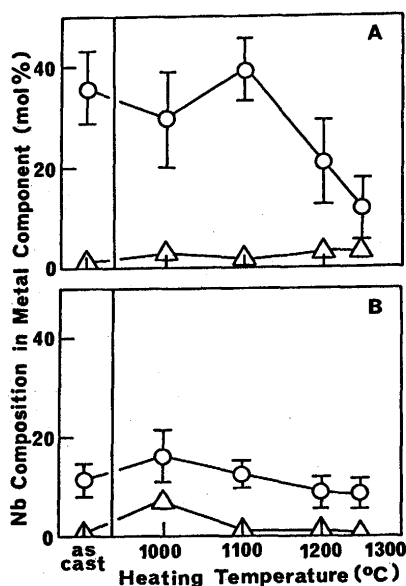 Nb Composition in Metal Component (mol%)
A
40
20
0
B
40
20
0
as
cast
1000
1100
1200
1300
Heating Temperature (°C)